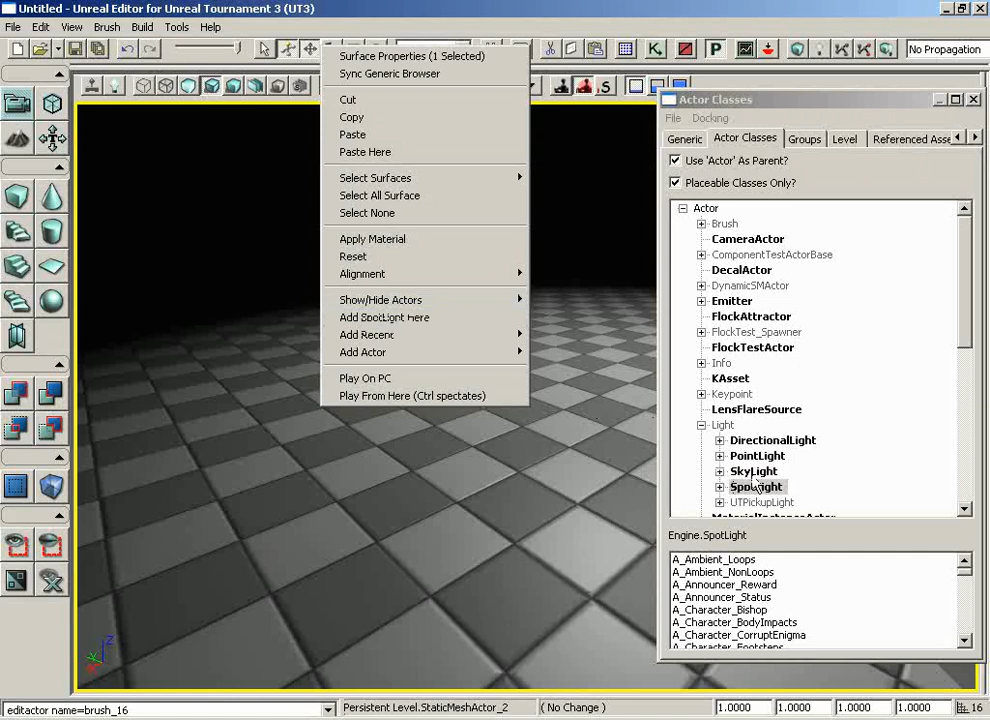 Untitled - Unreal Editor for Unreal Tournament 3 (UT3)
File Edit View Brush Build Tools Help
No Propagation
Surface Properties (1 Selected)
Sync Generic Browser
Cut
Copy
Paste
Paste Here
Select Surfaces
Select All Surface
Select None
Apply Material
Reset
Alignment
Show/Hide Actors
Add SpotLight Here
Add Recent
Add Actor
Play On PC
Play From Here (Ctrl spectates)
Actor Classes
File Docking
Generic Actor Classes Groups Level Referenced Asse
Use 'Actor' As Parent?
Placeable Classes Only?
Actor
Brush
CameraActor
ComponentTestActorBase
DecalActor
DynamicSMActor
Emitter
FlockAttractor
FlockTest_Spawner
FlockTestActor
Info
KAsset
Keypoint
LensFlareSource
Light
DirectionalLight
PointLight
SkyLight
SpotLight
UTPickupLight
MaterialInstanceActor
Engine.SpotLight
A_Ambient_Loops
A_Ambient_NonLoops
A_Announcer_Reward
A_Announcer_Status
A_Character_Bishop
A_Character_BodyImpacts
A_Character_CorruptEnigma
A_Character_Footsteps
Z
editactor name=brush_16
Persistent Level.StaticMeshActor_2
( No Change )
1.0000 1.0000 1.0000 1.0000 16